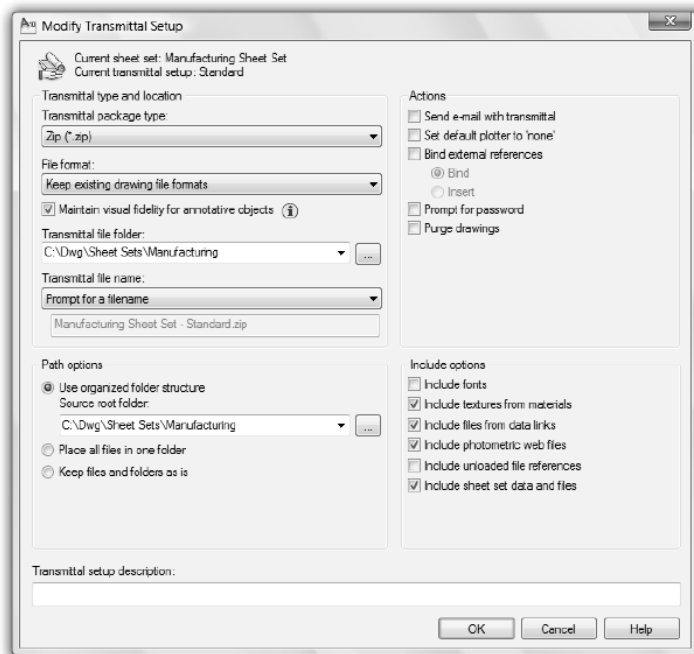 Modify Transmittal Setup
Current sheet set: Manufacturing Sheet Set
Current transmittal setup: Standard
Transmittal type and location
Transmittal package type:
Zip (*.zip)
File format:
Keep existing drawing file formats
Maintain visual fidelity for annotative objects
Transmittal file folder:
C:\Dwg\Sheet Sets\Manufacturing
...
Transmittal file name:
Prompt for a filename
Manufacturing Sheet Set - Standard.zip
Actions
Send e-mail with transmittal
Set default plotter to 'none'
Bind external references
Bind
Insert
Prompt for password
Purge drawings
Path options
Use organized folder structure
Source root folder:
C:\Dwg\Sheet Sets\Manufacturing
...
Place all files in one folder
Keep files and folders as is
Include options
Include fonts
Include textures from materials
Include files from data links
Include photometric web files
Include unloaded file references
Include sheet set data and files
Transmittal setup description:
OK
Cancel
Help